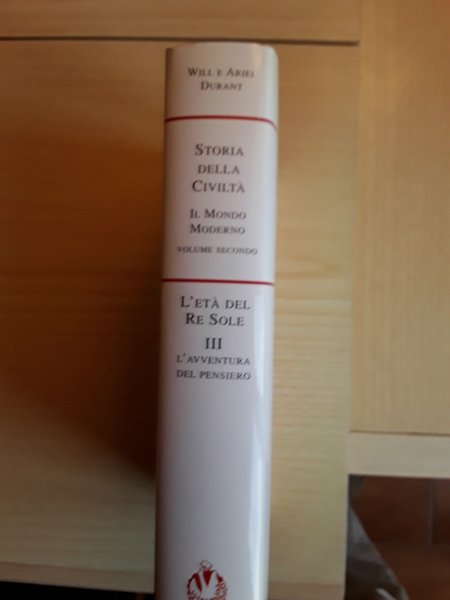 Will e Ariel
Durant
Storia
della
Civiltà
Il Mondo
Moderno
volume secondo
L'età del
Re Sole
III
l'avventura
del pensiero